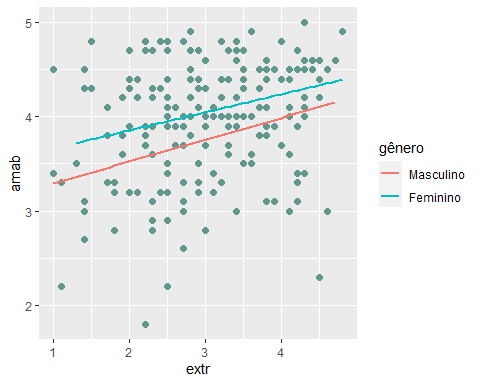 5
4
3
2
amab
1
2
3
4
extr
gênero
Masculino
Feminino